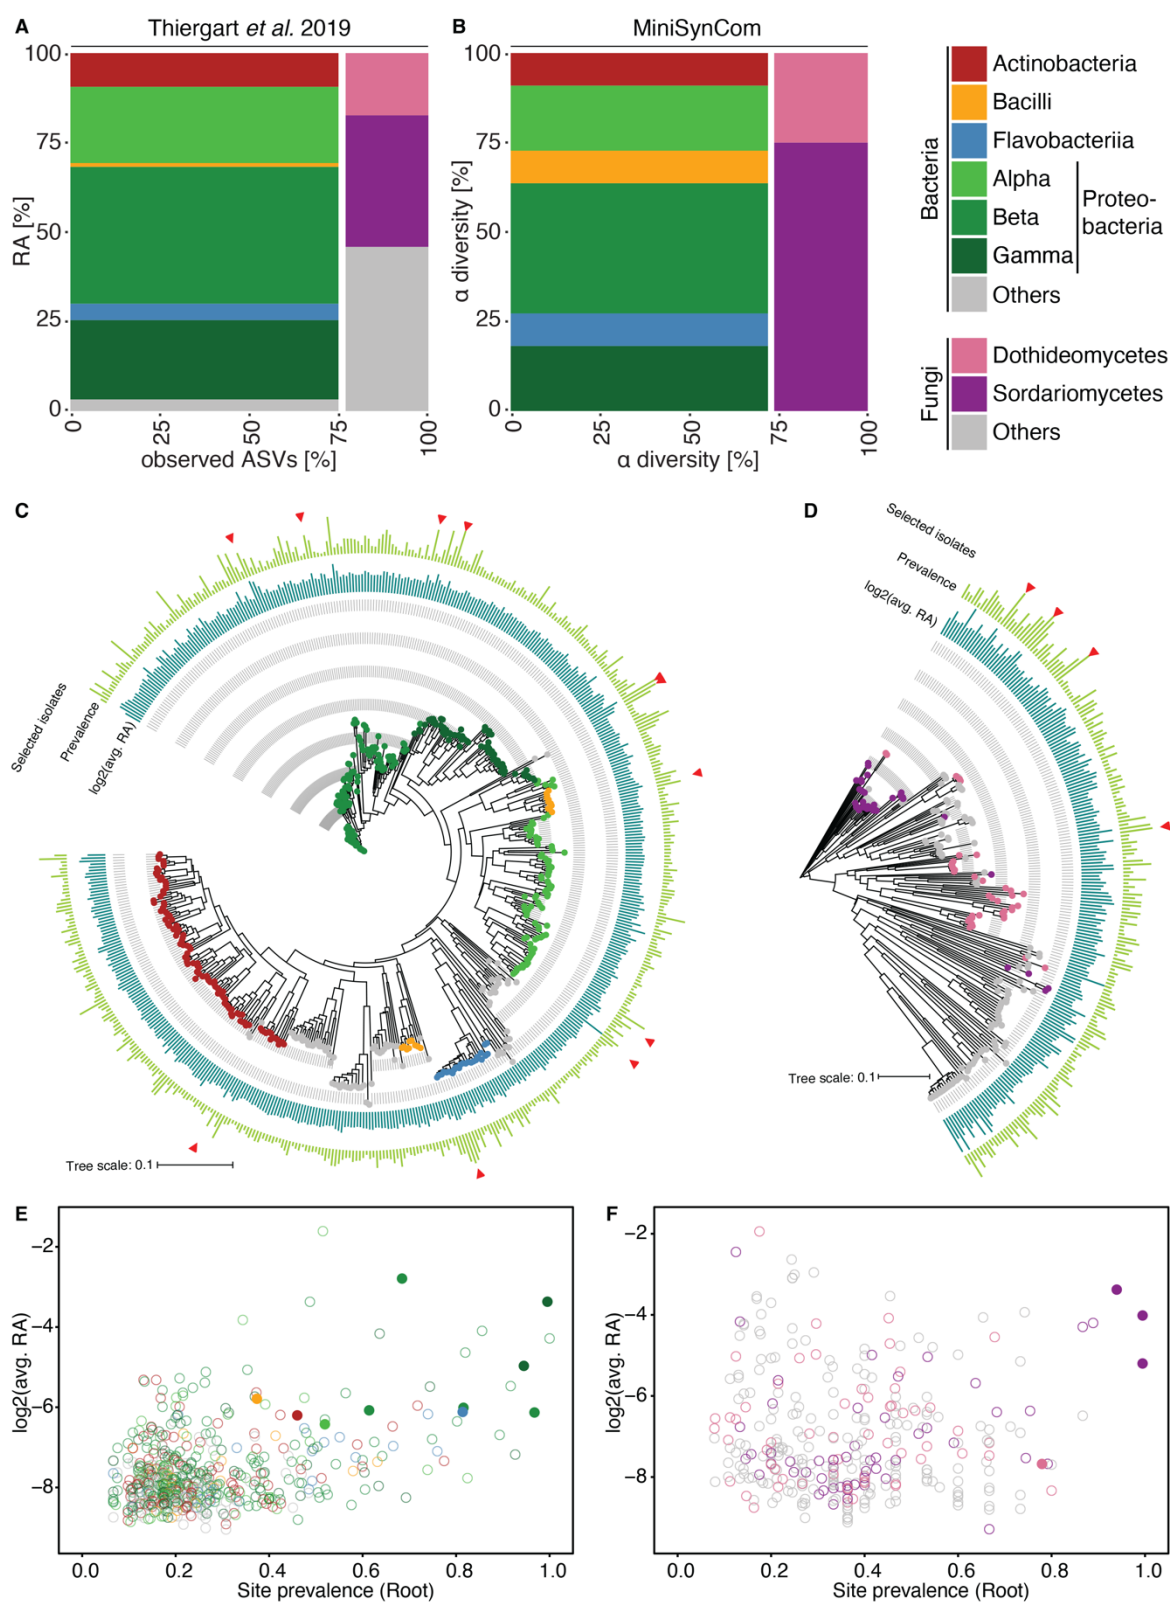 A
Thiergart et al. 2019
100
75
50
25
0
RA [%]
0
25
50
75
100
observed ASVs [%]
B
MiniSynCom
100
75
50
25
0
α diversity [%]
0
25
50
75
100
α diversity [%]
Bacteria
Actinobacteria
Bacilli
Flavobacteriia
Alpha
Beta
Gamma
Proteo-
bacteria
Others
Fungi
Dothideomycetes
Sordariomycetes
Others
C
Selected isolates
Prevalence
log2(avg. RA)
Tree scale: 0.1
D
Selected isolates
Prevalence
log2(avg. RA)
Tree scale: 0.1
E
−2
−4
−6
−8
log2(avg. RA)
0.0
0.2
0.4
0.6
0.8
1.0
Site prevalence (Root)
F
−2
−4
−6
−8
log2(avg. RA)
0.0
0.2
0.4
0.6
0.8
1.0
Site prevalence (Root)